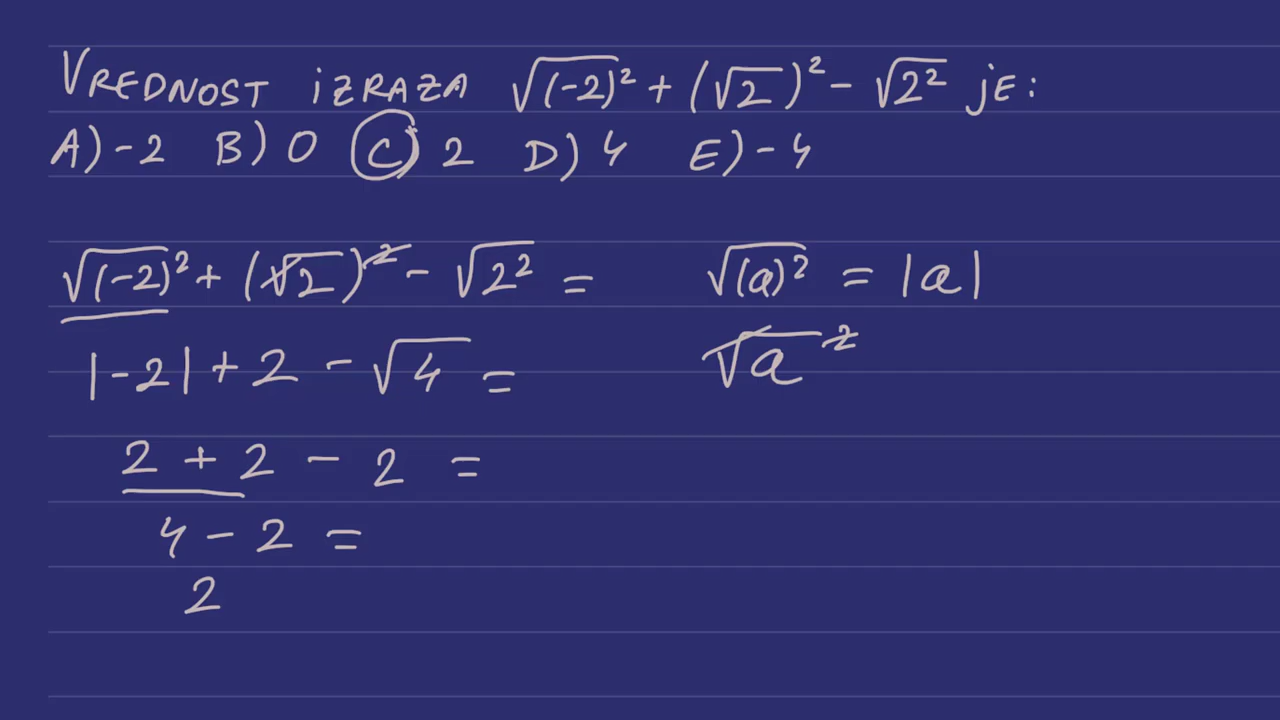 VREDNOST IZRAZA √(-2)² + (√2)² - √2² JE:
A) -2 B) 0 C) 2 D) 4 E) -4
√(-2)² + (√2)² - √2² = √(a)² = |a|
|-2| + 2 - √4 = √a²
2 + 2 - 2 =
4 - 2 =
2